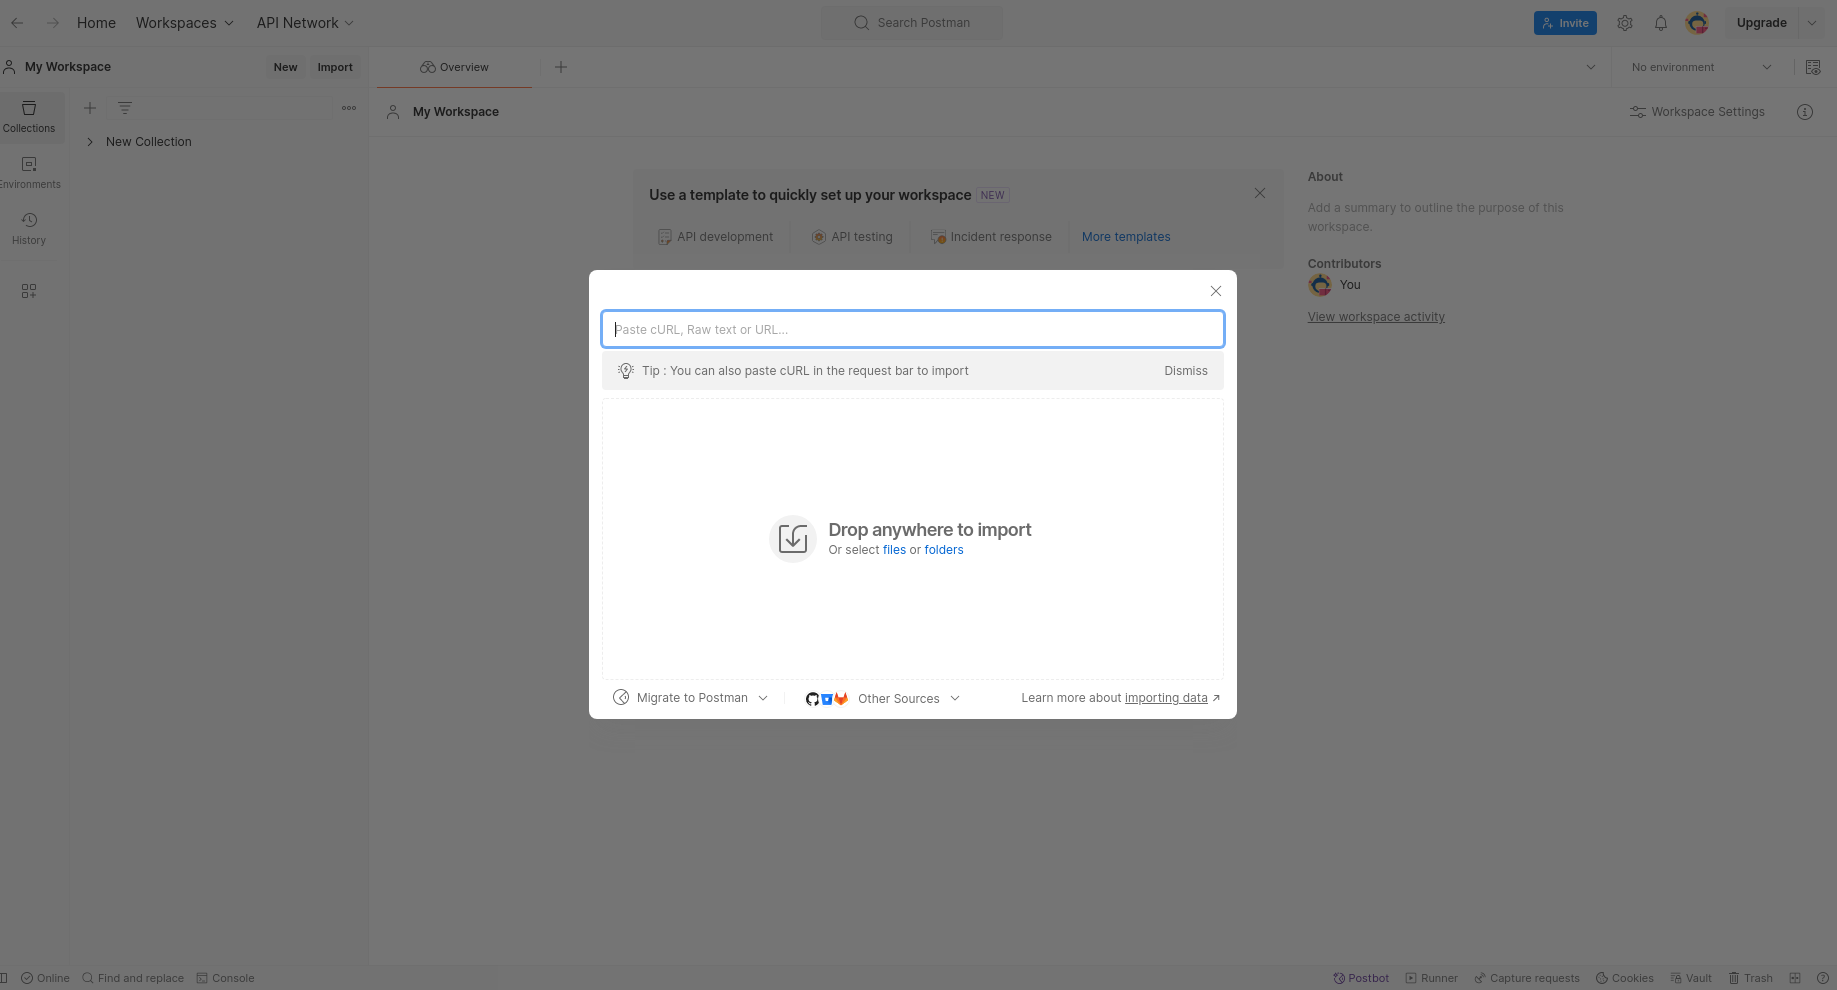 Home Workspaces API Network Search Postman Invite Upgrade
My Workspace New Import Overview No environment
Collections
New Collection
Environments
History
My Workspace Workspace Settings
Use a template to quickly set up your workspace NEW
API development API testing Incident response More templates
About
Add a summary to outline the purpose of this
workspace.
Contributors
You
View workspace activity
Paste cURL, Raw text or URL...
Tip : You can also paste cURL in the request bar to import Dismiss
Drop anywhere to import
Or select files or folders
Migrate to Postman Other Sources Learn more about importing data ↗
Online Find and replace Console Postbot Runner Capture requests Cookies Vault Trash